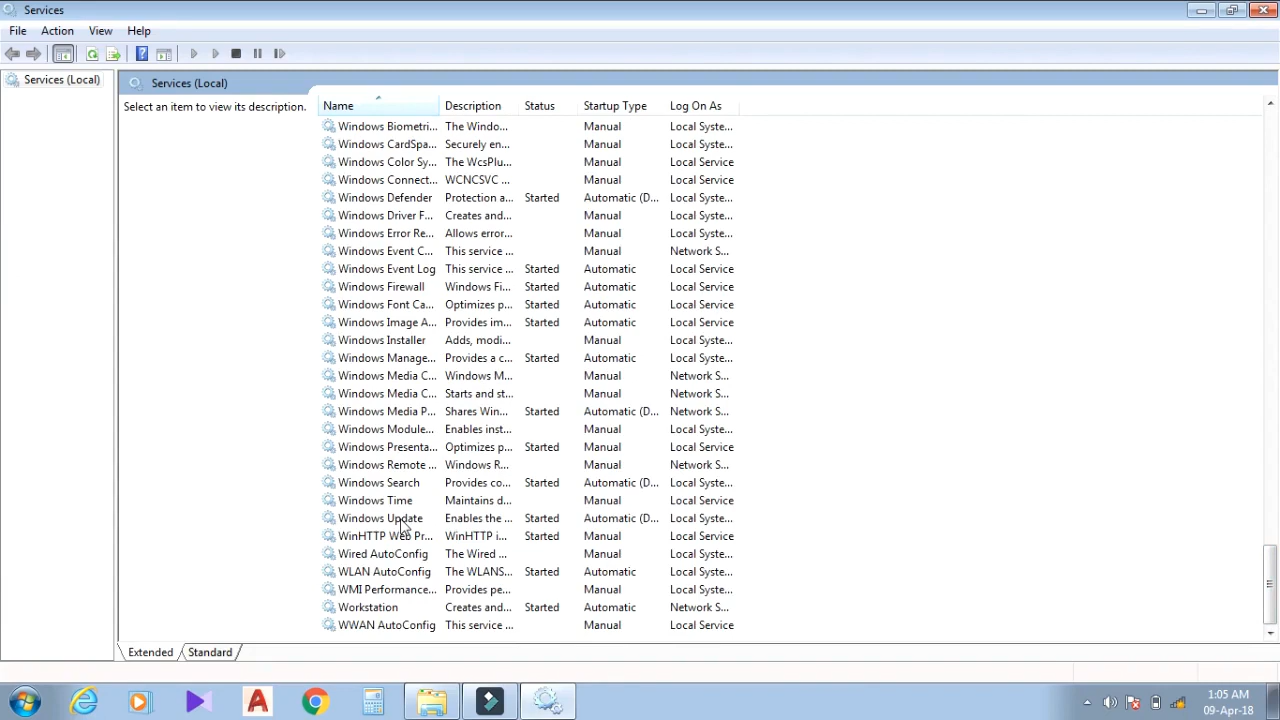 Services
File Action View Help
Services (Local)
Services (Local)
Select an item to view its description.
Name Description Status Startup Type Log On As
Windows Biometri... The Windo... Manual Local Syste...
Windows CardSpa... Securely en... Manual Local Syste...
Windows Color Sy... The WcsPlu... Manual Local Service
Windows Connect... WCNCSVC ... Manual Local Service
Windows Defender Protection a... Started Automatic (D... Local Syste...
Windows Driver F... Creates and... Manual Local Syste...
Windows Error Re... Allows error... Manual Local Syste...
Windows Event C... This service ... Manual Network S...
Windows Event Log This service ... Started Automatic Local Service
Windows Firewall Windows Fi... Started Automatic Local Service
Windows Font Ca... Optimizes p... Started Automatic Local Service
Windows Image A... Provides im... Started Automatic Local Service
Windows Installer Adds, modi... Manual Local Syste...
Windows Manage... Provides a c... Started Automatic Local Syste...
Windows Media C... Windows M... Manual Network S...
Windows Media C... Starts and st... Manual Network S...
Windows Media P... Shares Win... Started Automatic (D... Network S...
Windows Module... Enables inst... Manual Local Syste...
Windows Presenta... Optimizes p... Started Manual Local Service
Windows Remote ... Windows R... Manual Network S...
Windows Search Provides co... Started Automatic (D... Local Syste...
Windows Time Maintains d... Manual Local Service
Windows Update Enables the ... Started Automatic (D... Local Syste...
WinHTTP Web Pr... WinHTTP i... Started Manual Local Service
Wired AutoConfig The Wired ... Manual Local Syste...
WLAN AutoConfig The WLANS... Started Automatic Local Syste...
WMI Performance... Provides pe... Manual Local Syste...
Workstation Creates and... Started Automatic Network S...
WWAN AutoConfig This service ... Manual Local Service
Extended Standard
1:05 AM
09-Apr-18